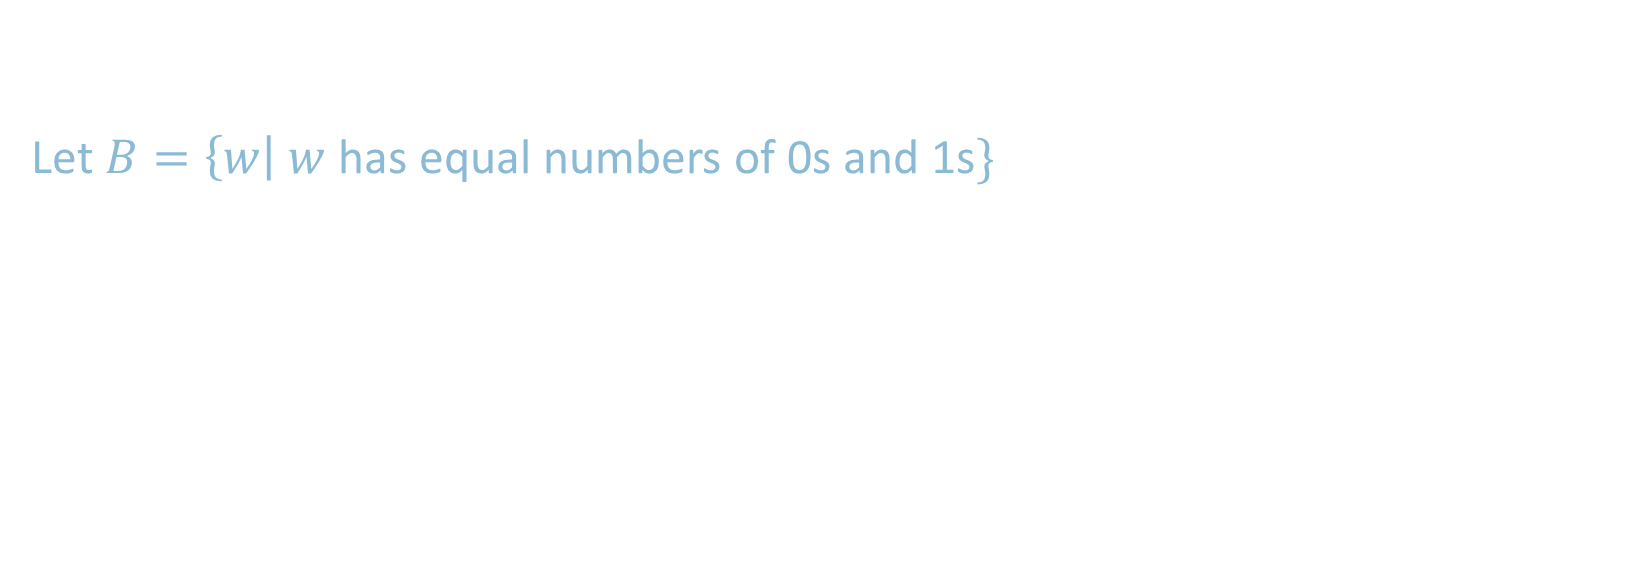 Let B = {w| w has equal numbers of 0s and 1s}